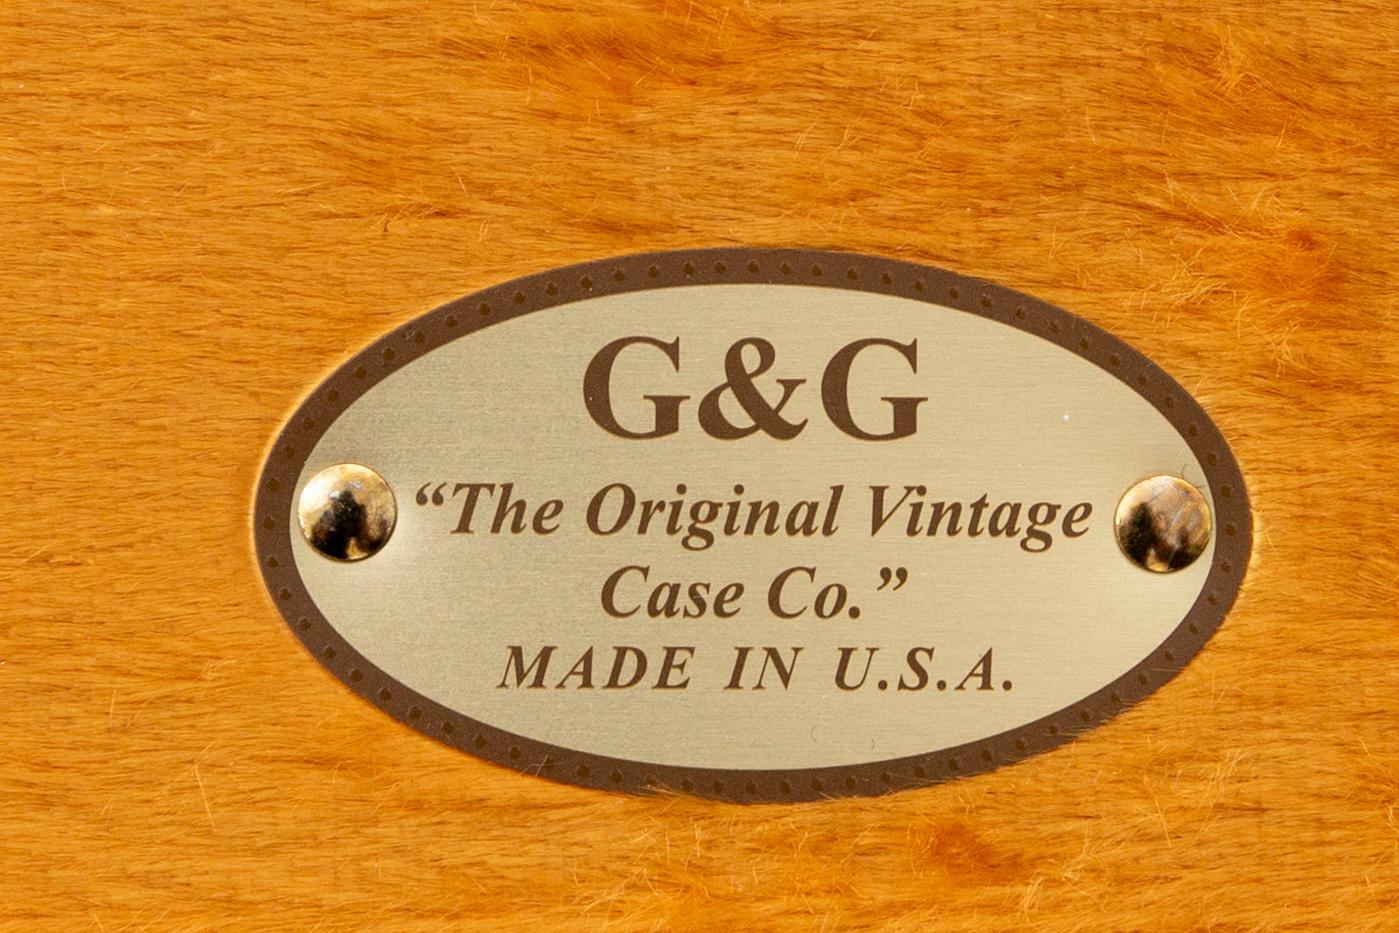 G&G
“The Original Vintage
Case Co.”
MADE IN U.S.A.